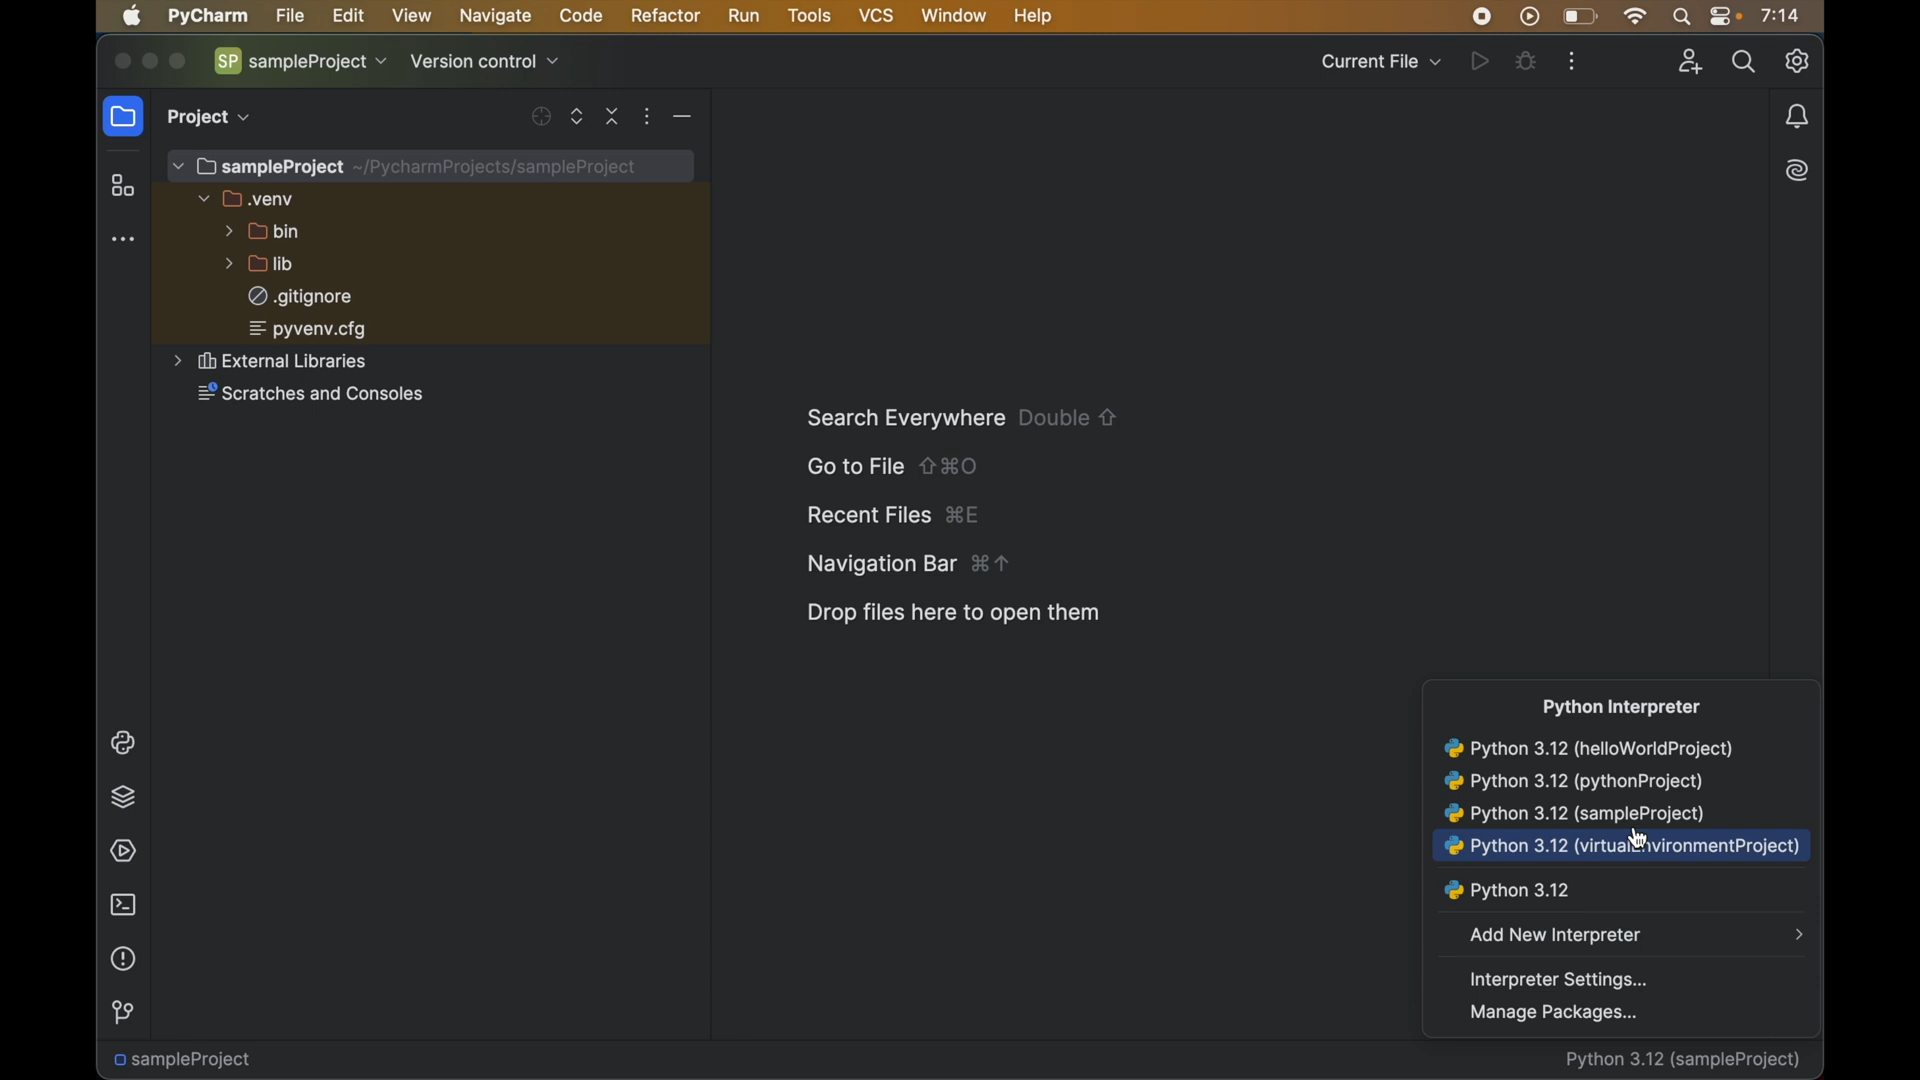 PyCharm File Edit View Navigate Code Refactor Run Tools VCS Window Help 7:14
SP sampleProject Version control Current File
Project
sampleProject ~/PycharmProjects/sampleProject
.venv
bin
lib
.gitignore
pyvenv.cfg
External Libraries
Scratches and Consoles
Search Everywhere Double ⇧
Go to File ⇧⌘O
Recent Files ⌘E
Navigation Bar ⌘↑
Drop files here to open them
Python Interpreter
Python 3.12 (helloWorldProject)
Python 3.12 (pythonProject)
Python 3.12 (sampleProject)
Python 3.12 (virtualEnvironmentProject)
Python 3.12
Add New Interpreter
Interpreter Settings...
Manage Packages...
sampleProject Python 3.12 (sampleProject)